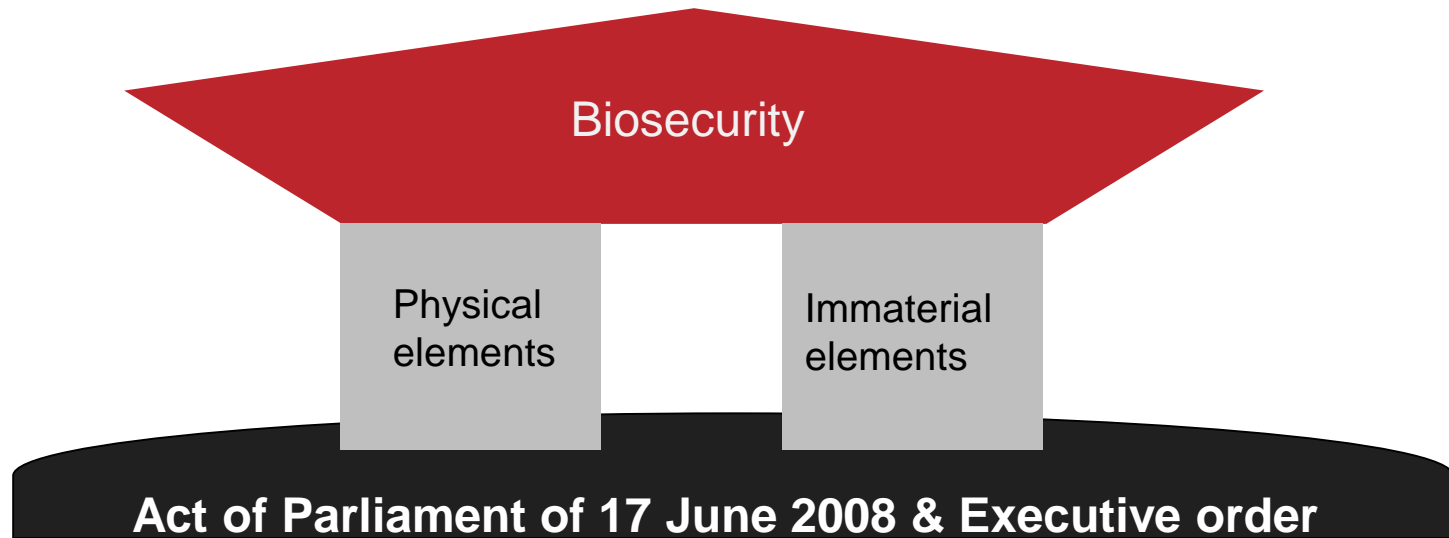 Biosecurity
Physical
elements
Immaterial
elements
Act of Parliament of 17 June 2008 & Executive order